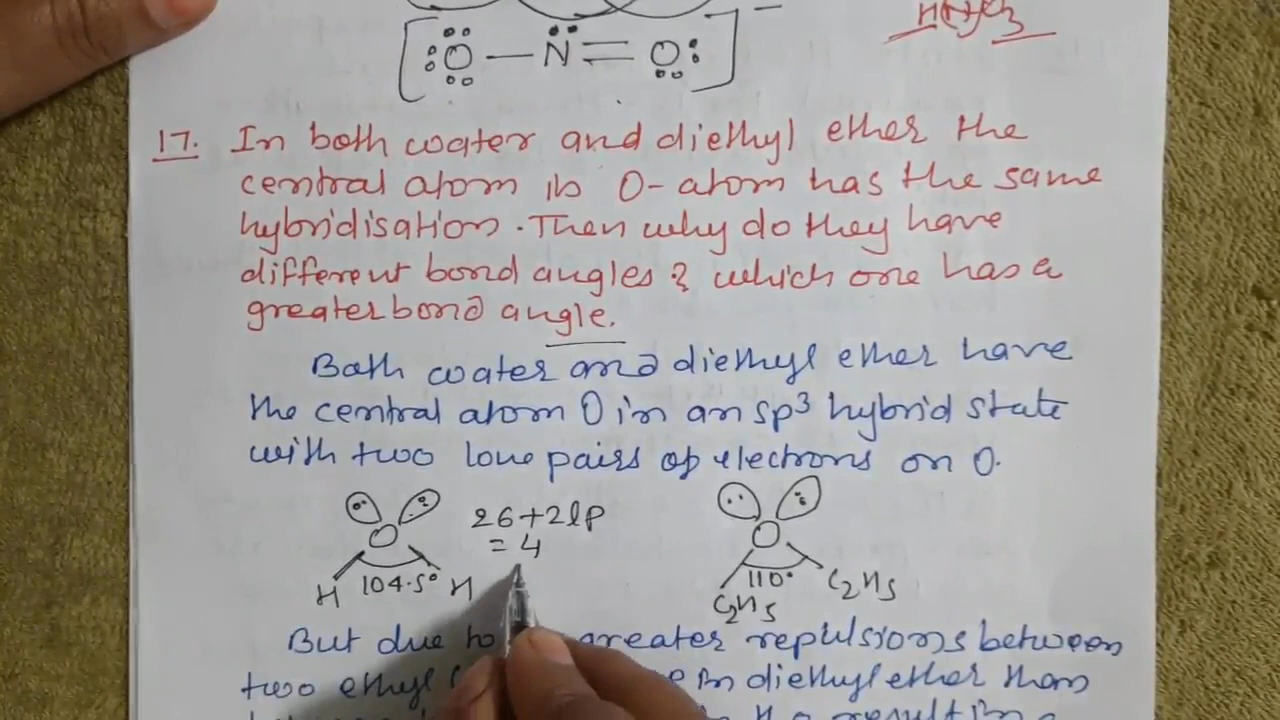 [:O — N = O:]⁻
17. In both water and diethyl ether the
central atom is O-atom has the same
hybridisation. Then why do they have
different bond angles? which one has a
greater bond angle.
Both water and diethyl ether have
the central atom O in an sp³ hybrid state
with two lone pairs of electrons on O.
O
H 104.5° H
2б+2lp
= 4
O
C₂H₅ 110° C₂H₅
But due to greater repulsions between
two ethyl in diethyl ether than